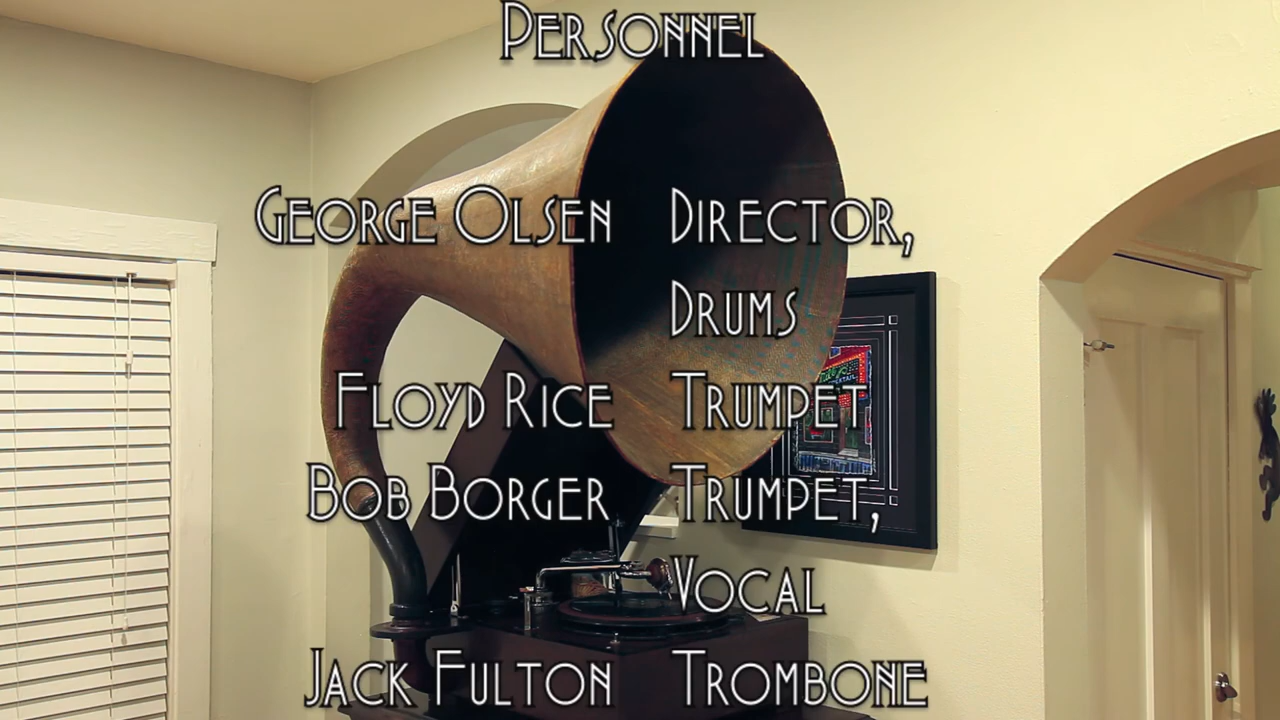 Personnel
George Olsen Director,
Drums
Floyd Rice Trumpet
Bob Borger Trumpet,
Vocal
Jack Fulton Trombone